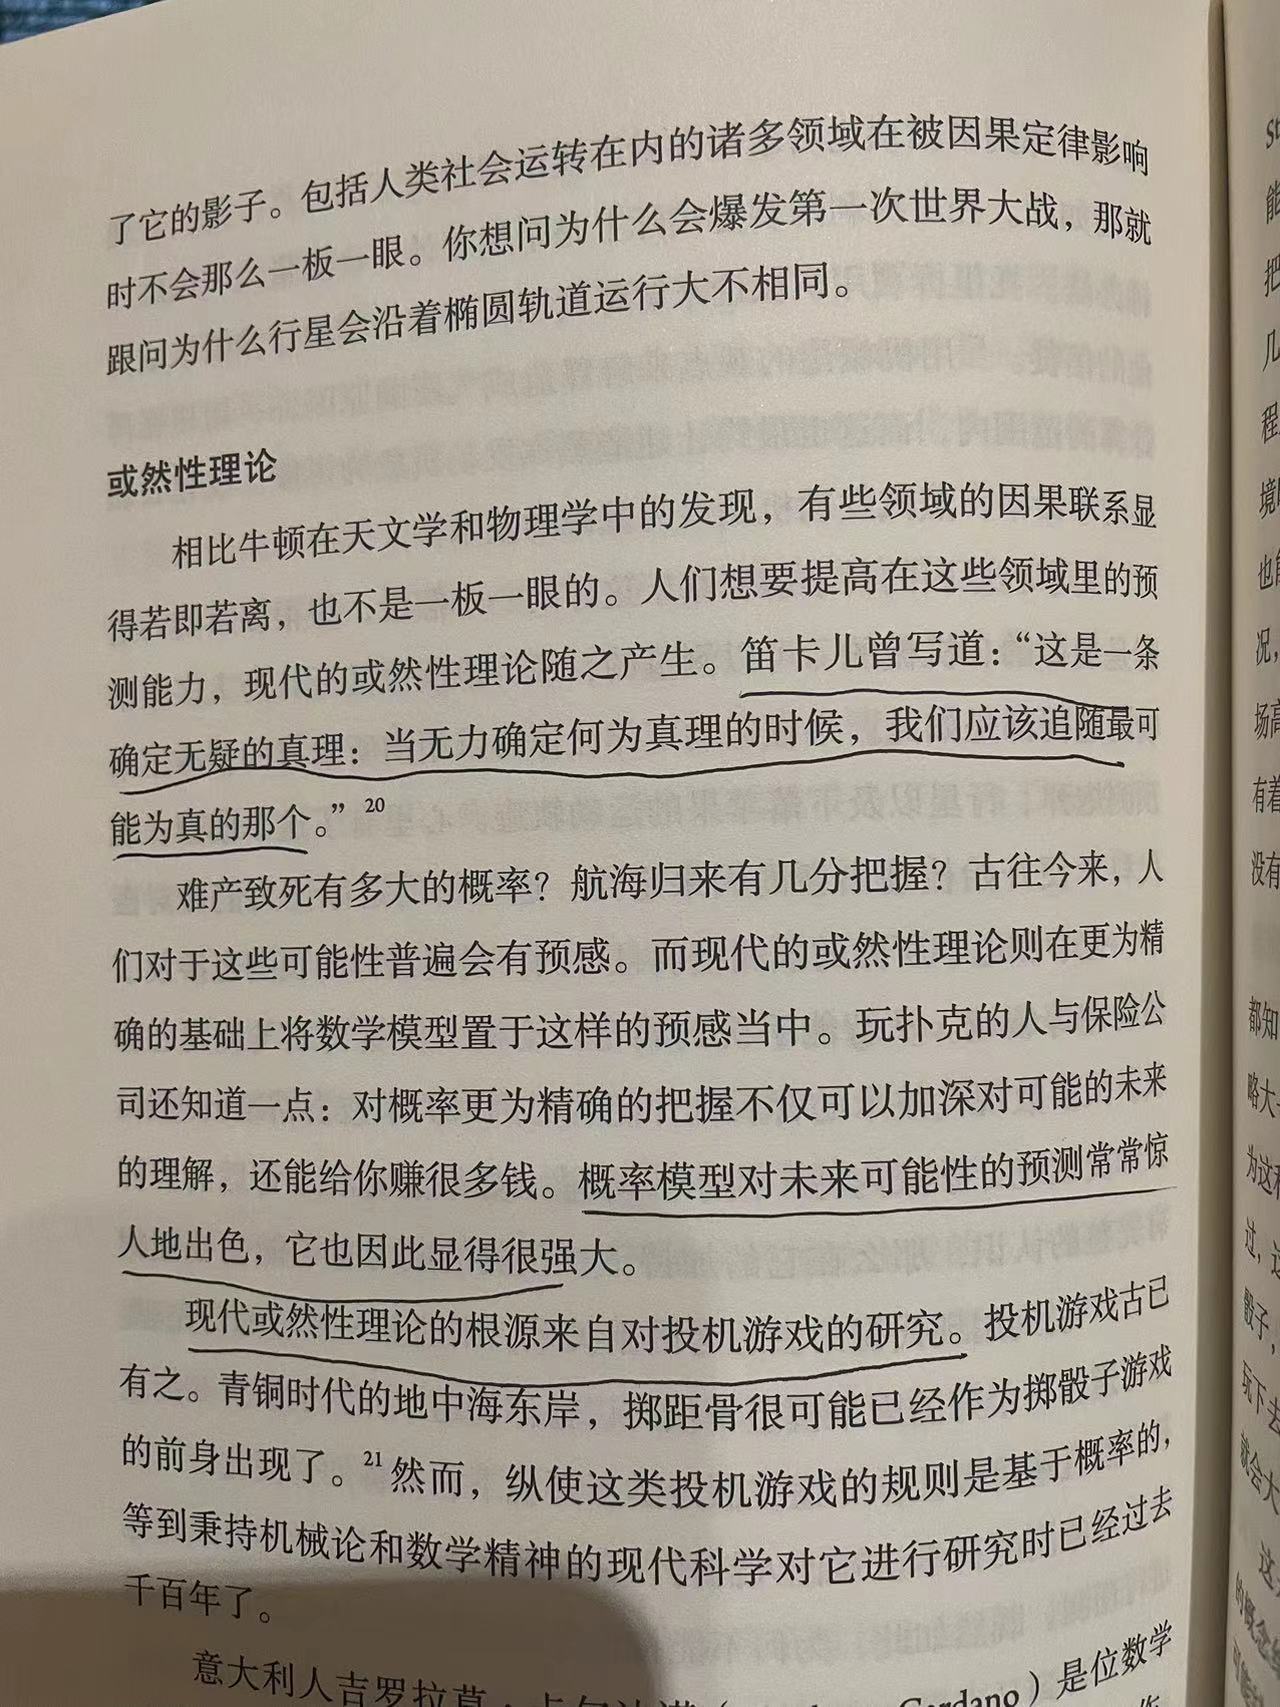 了它的影子。包括人类社会运转在内的诸多领域在被因果定律影响
时不会那么一板一眼。你想问为什么会爆发第一次世界大战，那就
跟问为什么行星会沿着椭圆轨道运行大不相同。
或然性理论
相比牛顿在天文学和物理学中的发现，有些领域的因果联系显
得若即若离，也不是一板一眼的。人们想要提高在这些领域里的预
测能力，现代的或然性理论随之产生。笛卡儿曾写道：“这是一条
确定无疑的真理：当无力确定何为真理的时候，我们应该追随最可
能为真的那个。”20
难产致死有多大的概率？航海归来有几分把握？古往今来，人
们对于这些可能性普遍会有预感。而现代的或然性理论则在更为精
确的基础上将数学模型置于这样的预感当中。玩扑克的人与保险公
司还知道一点：对概率更为精确的把握不仅可以加深对可能的未来
的理解，还能给你赚很多钱。概率模型对未来可能性的预测常常惊
人地出色，它也因此显得很强大。
现代或然性理论的根源来自对投机游戏的研究。投机游戏古已
有之。青铜时代的地中海东岸，掷距骨很可能已经作为掷骰子游戏
的前身出现了。21然而，纵使这类投机游戏的规则是基于概率的，
等到秉持机械论和数学精神的现代科学对它进行研究时已经过去
千百年了。
意大利人吉罗拉莫·卡尔达诺（ Cardano）是位数学
能
把
几
程
境
也能
况，
场高
有着
没有
都知
略大
为这种
过，这
骰子，
玩下去
就会大
这
的概念